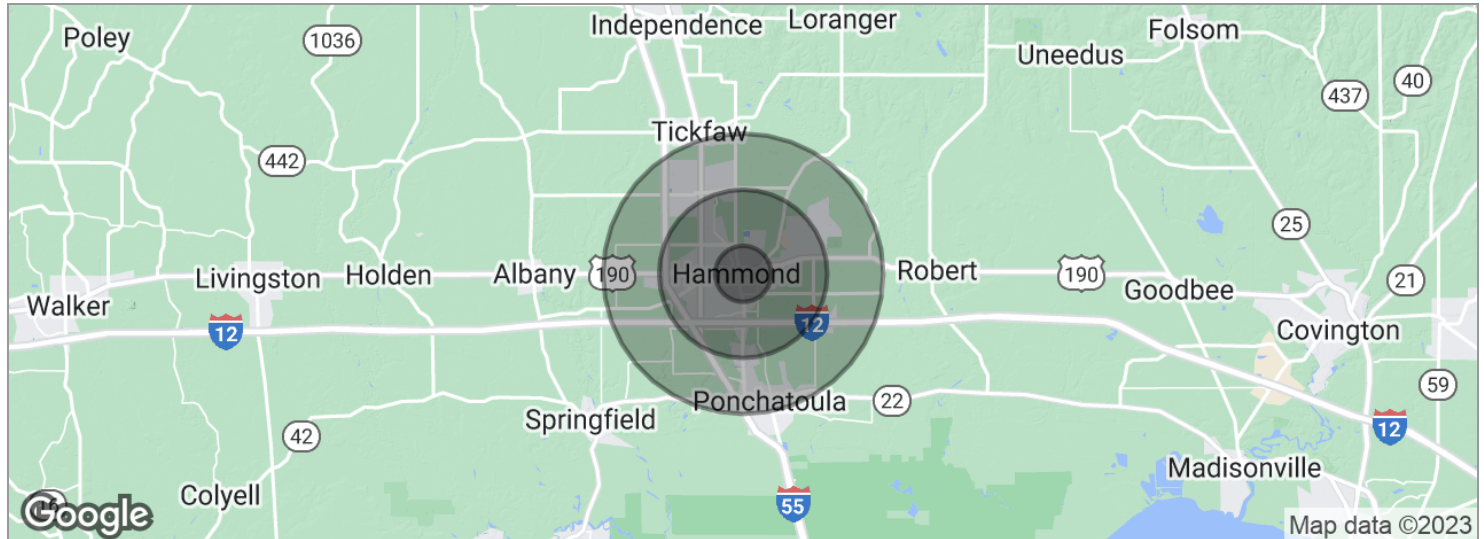 Independence
Loranger
Folsom
Poley
1036
Uneedus
40
437
Tickfaw
442
25
Livingston
Holden
Albany
190
Hammond
Robert
190
Goodbee
21
Walker
12
12
Covington
59
Springfield
Ponchatoula
22
42
12
Madisonville
Colyell
55
Google
Map data ©2023